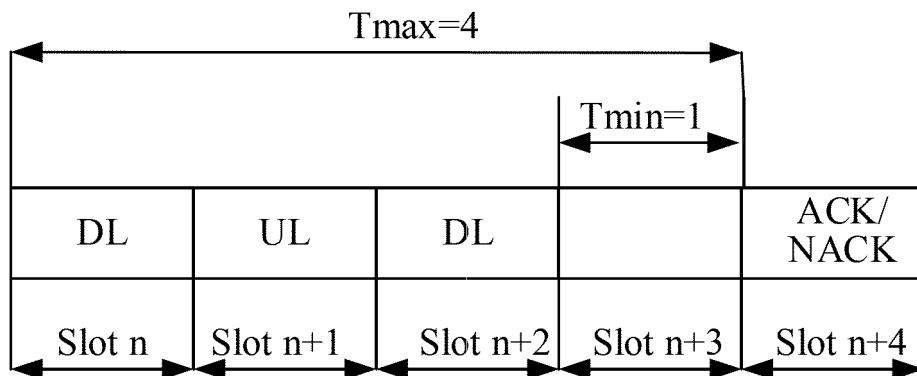 Tmax=4
Tmin=1
DL UL DL ACK/
NACK
Slot n Slot n+1 Slot n+2 Slot n+3 Slot n+4